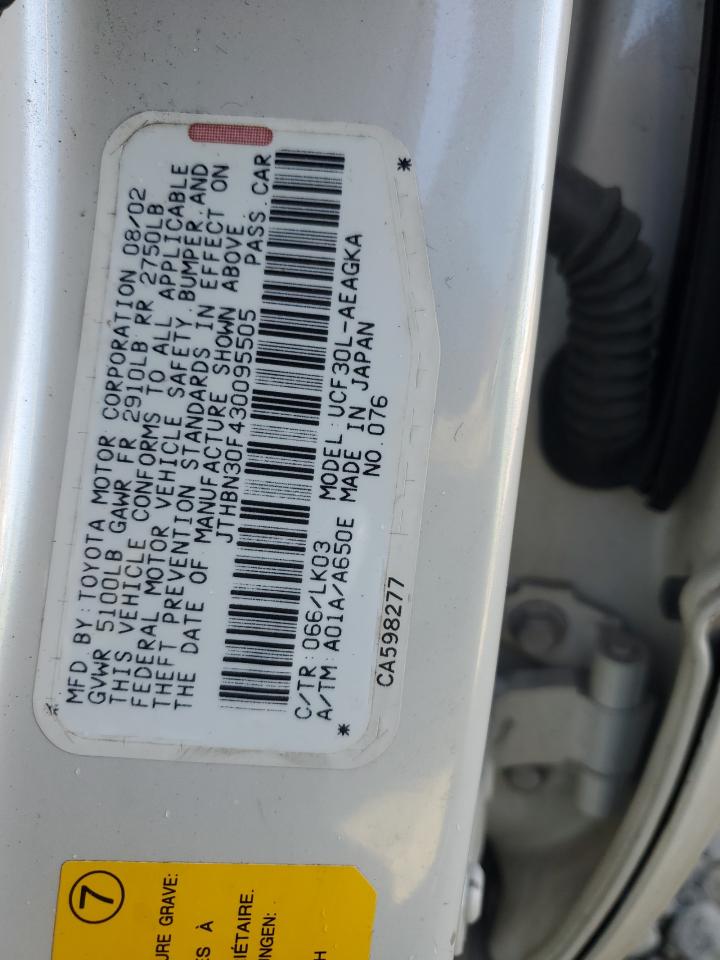 MFD BY:TOYOTA MOTOR CORPORATION 08/02
GVWR 5100LB GAWR FR 2910LB RR 2750LB
THIS VEHICLE CONFORMS TO ALL APPLICABLE
FEDERAL MOTOR VEHICLE SAFETY,BUMPER,AND
THEFT PREVENTION STANDARDS IN EFFECT ON
THE DATE OF MANUFACTURE SHOWN ABOVE
JTHBN30F430095505 PASS.CAR
C/TR:066/LK03 MODEL:UCF30L-AEAGKA
A/TM:A01A/A650E MADE IN JAPAN
NO.076
CA598277
7
URE GRAVE:
ES À
IÉTAIRE.
UNGEN:
H